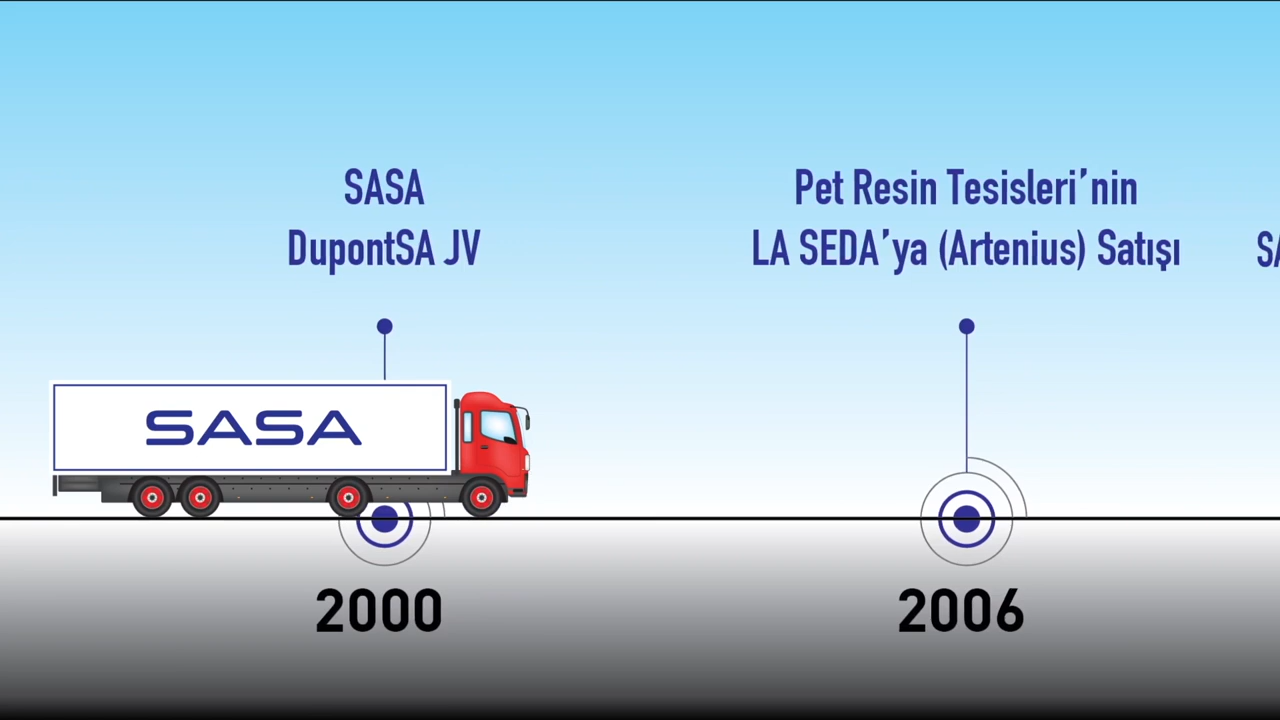 SASA
DupontSA JV
Pet Resin Tesisleri’nin
LA SEDA’ya (Artenius) Satışı
SASA
2000
2006